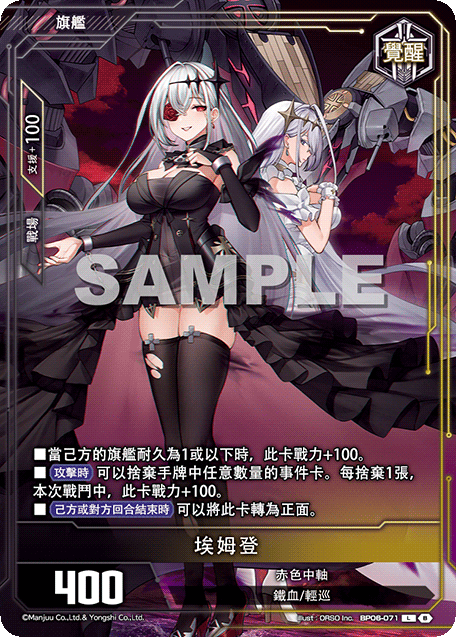 旗艦
覺醒
支援+100
戰場
SAMPLE
■當己方的旗艦耐久為1或以下時，此卡戰力+100。
■攻擊時 可以捨棄手牌中任意數量的事件卡。每捨棄1張，
本次戰鬥中，此卡戰力+100。
■己方或對方回合結束時 可以將此卡轉為正面。
埃姆登
400
赤色中軸
鐵血/輕巡
©Manjuu Co.,Ltd.& Yongshi Co.,Ltd.
Illust：ORSO Inc. BP06-071 L